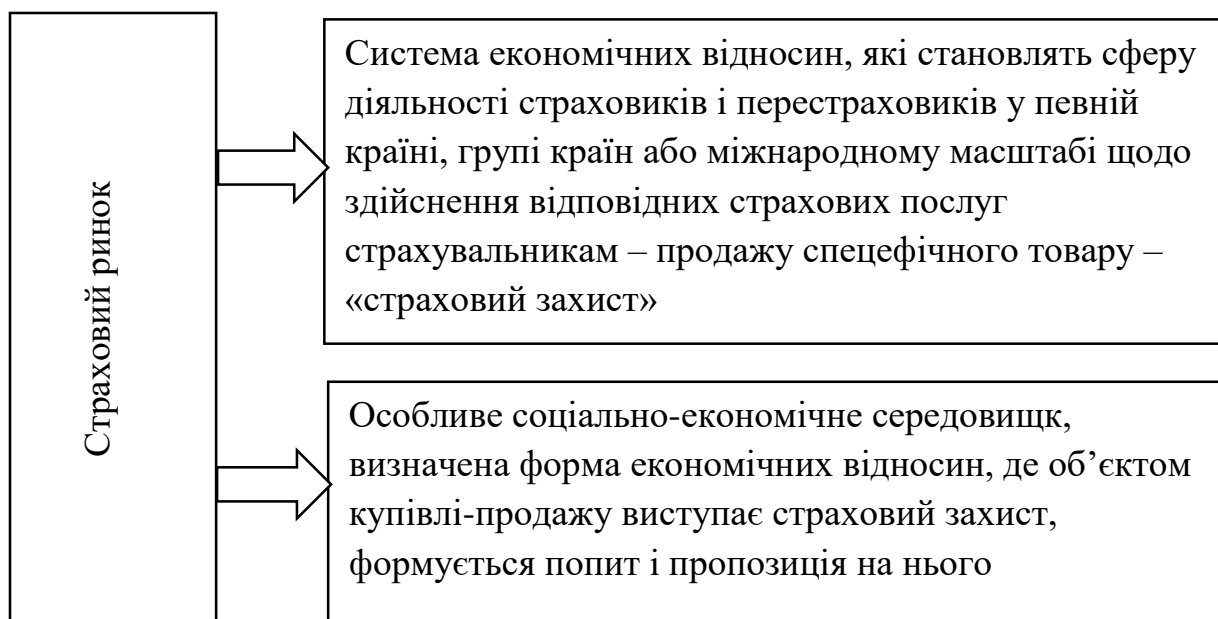 Страховий ринок
Система економічних відносин, які становлять сферу
діяльності страховиків і перестраховиків у певній
країні, групі країн або міжнародному масштабі щодо
здійснення відповідних страхових послуг
страхувальникам – продажу спецефічного товару –
«страховий захист»
Особливе соціально-економічне середовищк,
визначена форма економічних відносин, де об’єктом
купівлі-продажу виступає страховий захист,
формується попит і пропозиція на нього